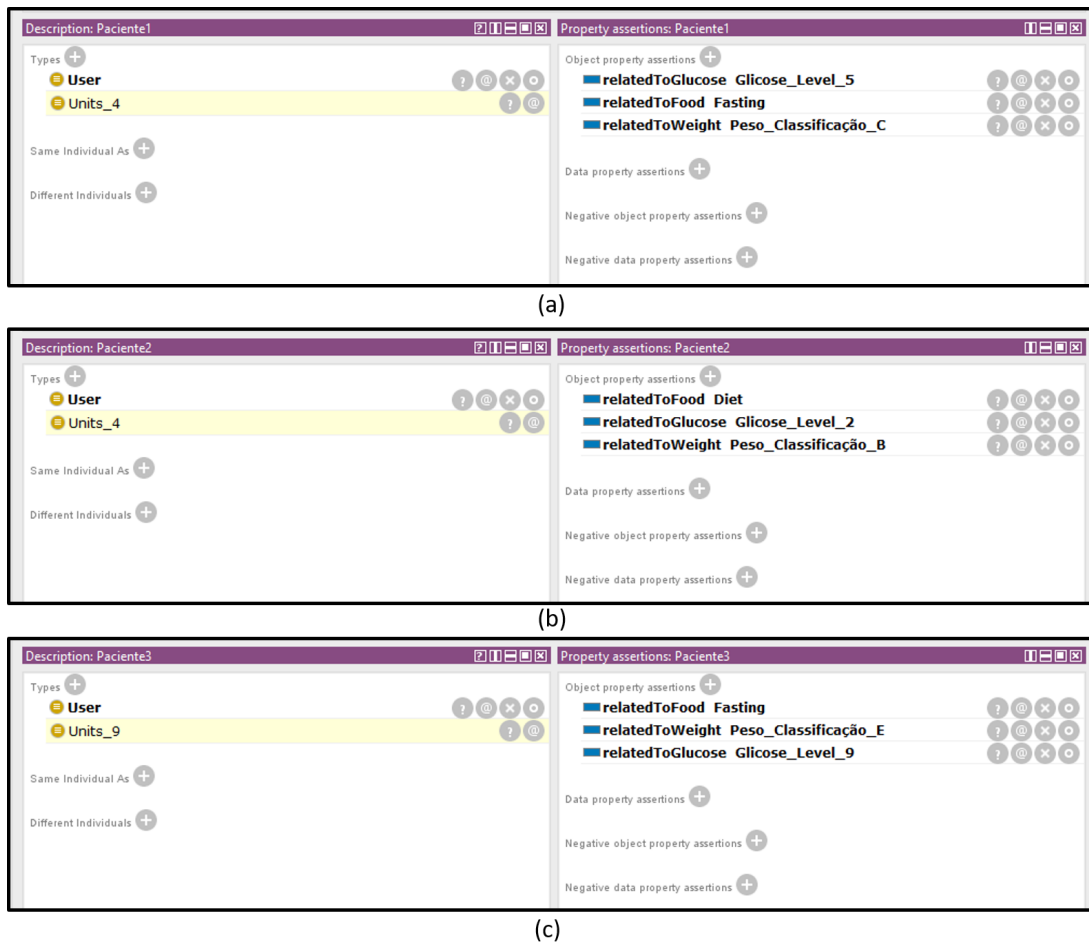 Description: Paciente1
Property assertions: Paciente1
Types
User
Units_4
Same Individual As
Different Individuals
Object property assertions
relatedToGlucose Glicose_Level_5
relatedToFood Fasting
relatedToWeight Peso_Classificação_C
Data property assertions
Negative object property assertions
Negative data property assertions
(a)
Description: Paciente2
Property assertions: Paciente2
Types
User
Units_4
Same Individual As
Different Individuals
Object property assertions
relatedToFood Diet
relatedToGlucose Glicose_Level_2
relatedToWeight Peso_Classificação_B
Data property assertions
Negative object property assertions
Negative data property assertions
(b)
Description: Paciente3
Property assertions: Paciente3
Types
User
Units_9
Same Individual As
Different Individuals
Object property assertions
relatedToFood Fasting
relatedToWeight Peso_Classificação_E
relatedToGlucose Glicose_Level_9
Data property assertions
Negative object property assertions
Negative data property assertions
(c)